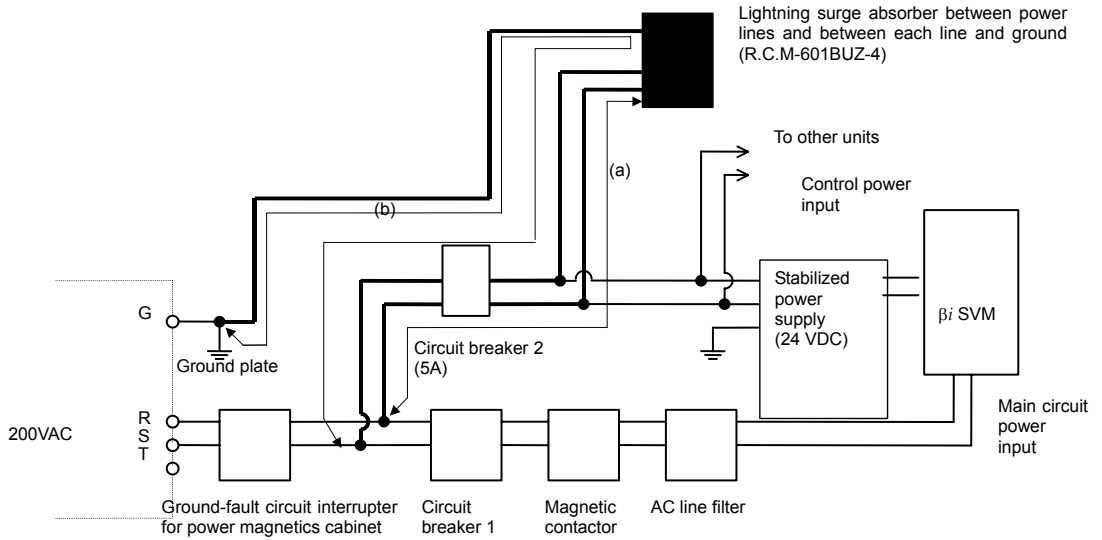 Lightning surge absorber between power
lines and between each line and ground
(R.C.M-601BUZ-4)
To other units
(a)
Control power
input
(b)
Stabilized
power
supply
(24 VDC)
βi SVM
G
Ground plate
Circuit breaker 2
(5A)
200VAC
R
S
T
Main circuit
power
input
Ground-fault circuit interrupter
for power magnetics cabinet
Circuit
breaker 1
Magnetic
contactor
AC line filter